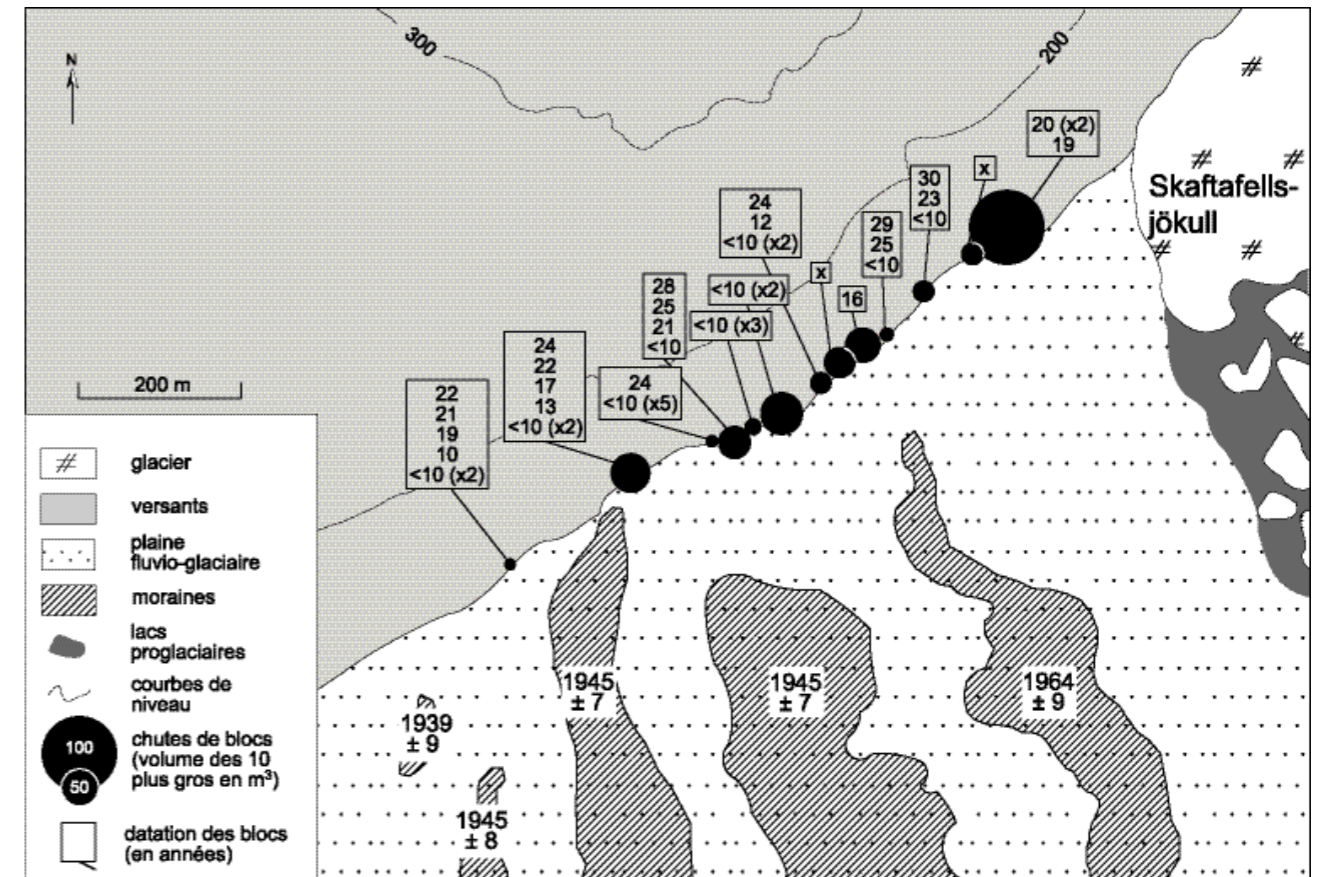 N
300
200
20 (x2)
19
x
30
23
<10
29
25
<10
24
12
<10 (x2)
x
16
<10 (x2)
<10 (x3)
28
25
21
<10
24
<10 (x5)
24
22
17
13
<10 (x2)
22
21
19
10
<10 (x2)
Skaftafells-
jökull
200 m
glacier
versants
plaine
fluvio-glaciaire
moraines
lacs
proglaciaires
courbes de
niveau
100
50
chutes de blocs
(volume des 10
plus gros en m³)
datation des blocs
(en années)
1939
± 9
1945
± 8
1945
± 7
1945
± 7
1964
± 9